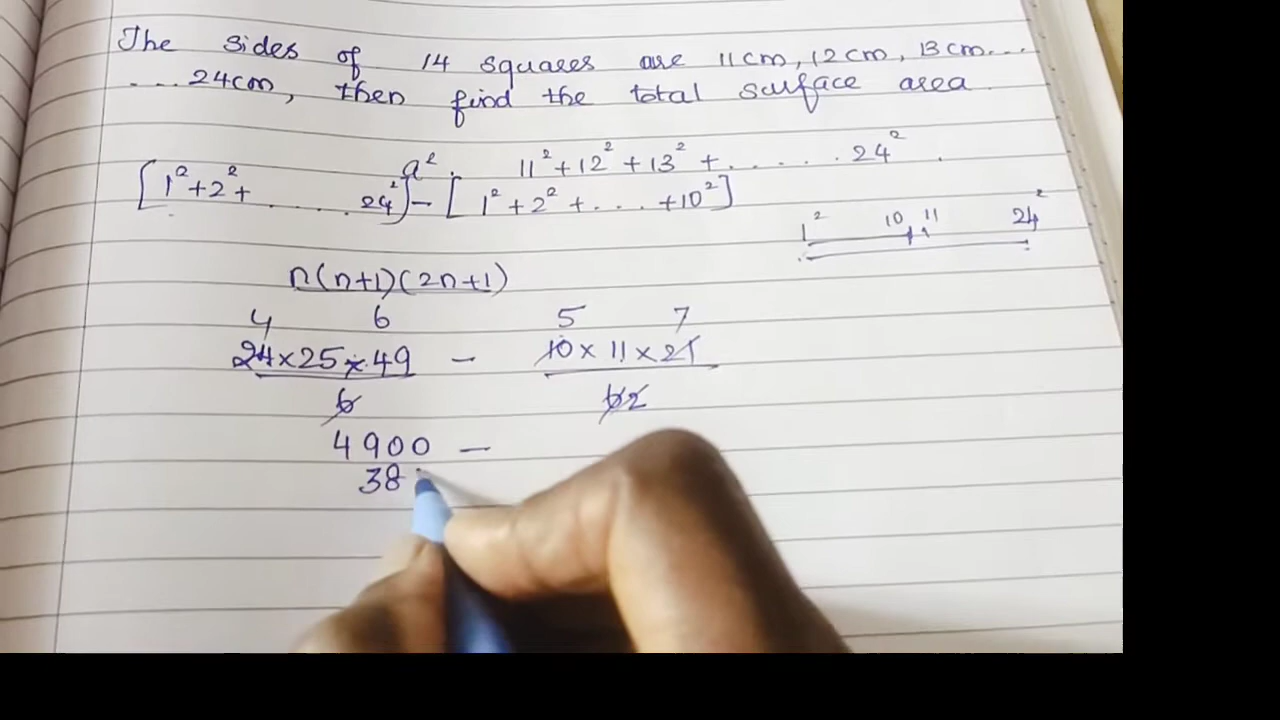 The sides of 14 squares are 11cm, 12cm, 13cm...
... 24cm, then find the total surface area.
a². 11² + 12² + 13² + ...... 24².
[1² + 2² + ..... 24²] - [1² + 2² + ... +10²]
1² 10 11 24²
n(n+1)(2n+1)
4 6 5 7
24×25×49 - 10×11×21
6 6 2
4900 -
38